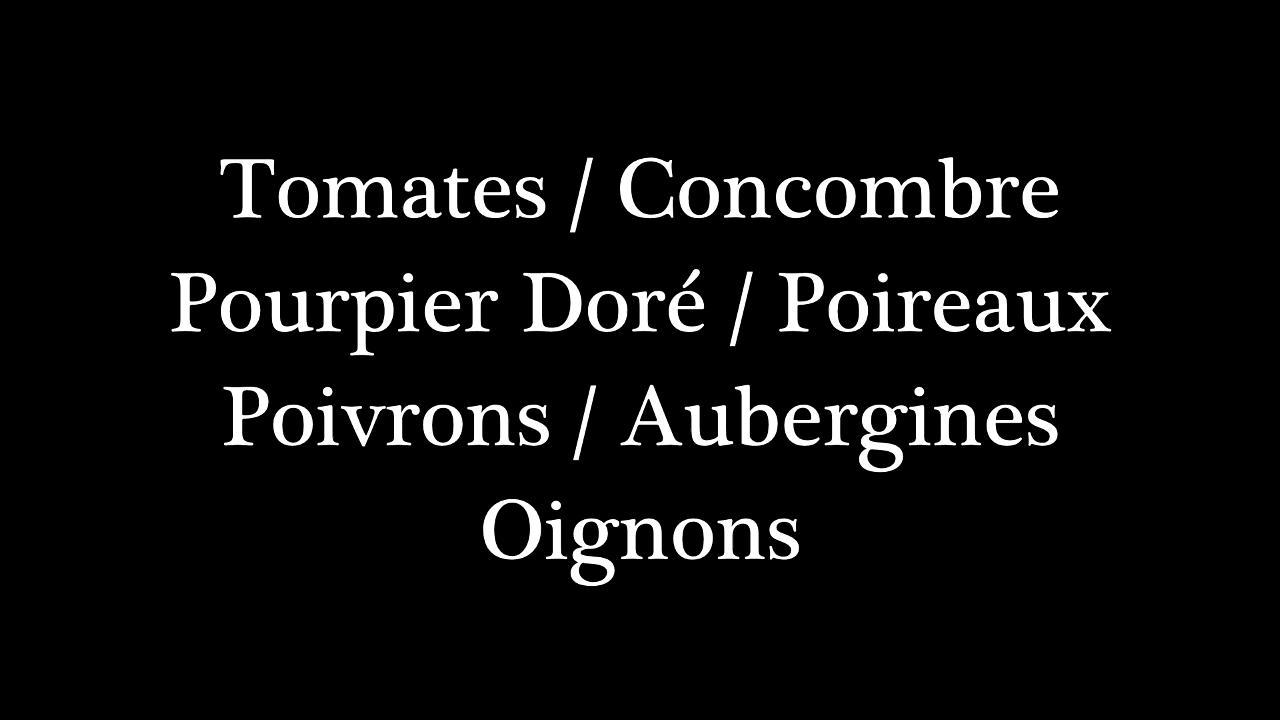 Tomates / Concombre
Pourpier Doré / Poireaux
Poivrons / Aubergines
Oignons